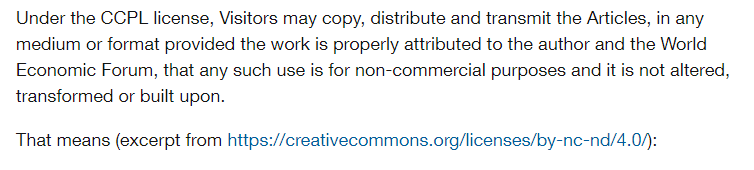 Under the CCPL license, Visitors may copy, distribute and transmit the Articles, in any
medium or format provided the work is properly attributed to the author and the World
Economic Forum, that any such use is for non-commercial purposes and it is not altered,
transformed or built upon.
That means (excerpt from https://creativecommons.org/licenses/by-nc-nd/4.0/):